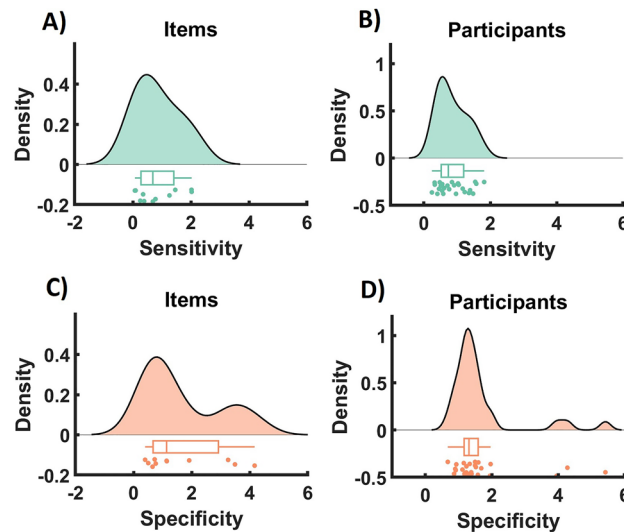 A)
Items
Density
0.4
0.2
0
-0.2
-2
0
2
4
6
Sensitivity
B)
Participants
Density
1
0.5
0
-0.5
0
2
4
6
Sensitvity
C)
Items
Density
0.4
0.2
0
-0.2
-2
0
2
4
6
Specificity
D)
Participants
Density
1
0.5
0
-0.5
0
2
4
6
Specificity